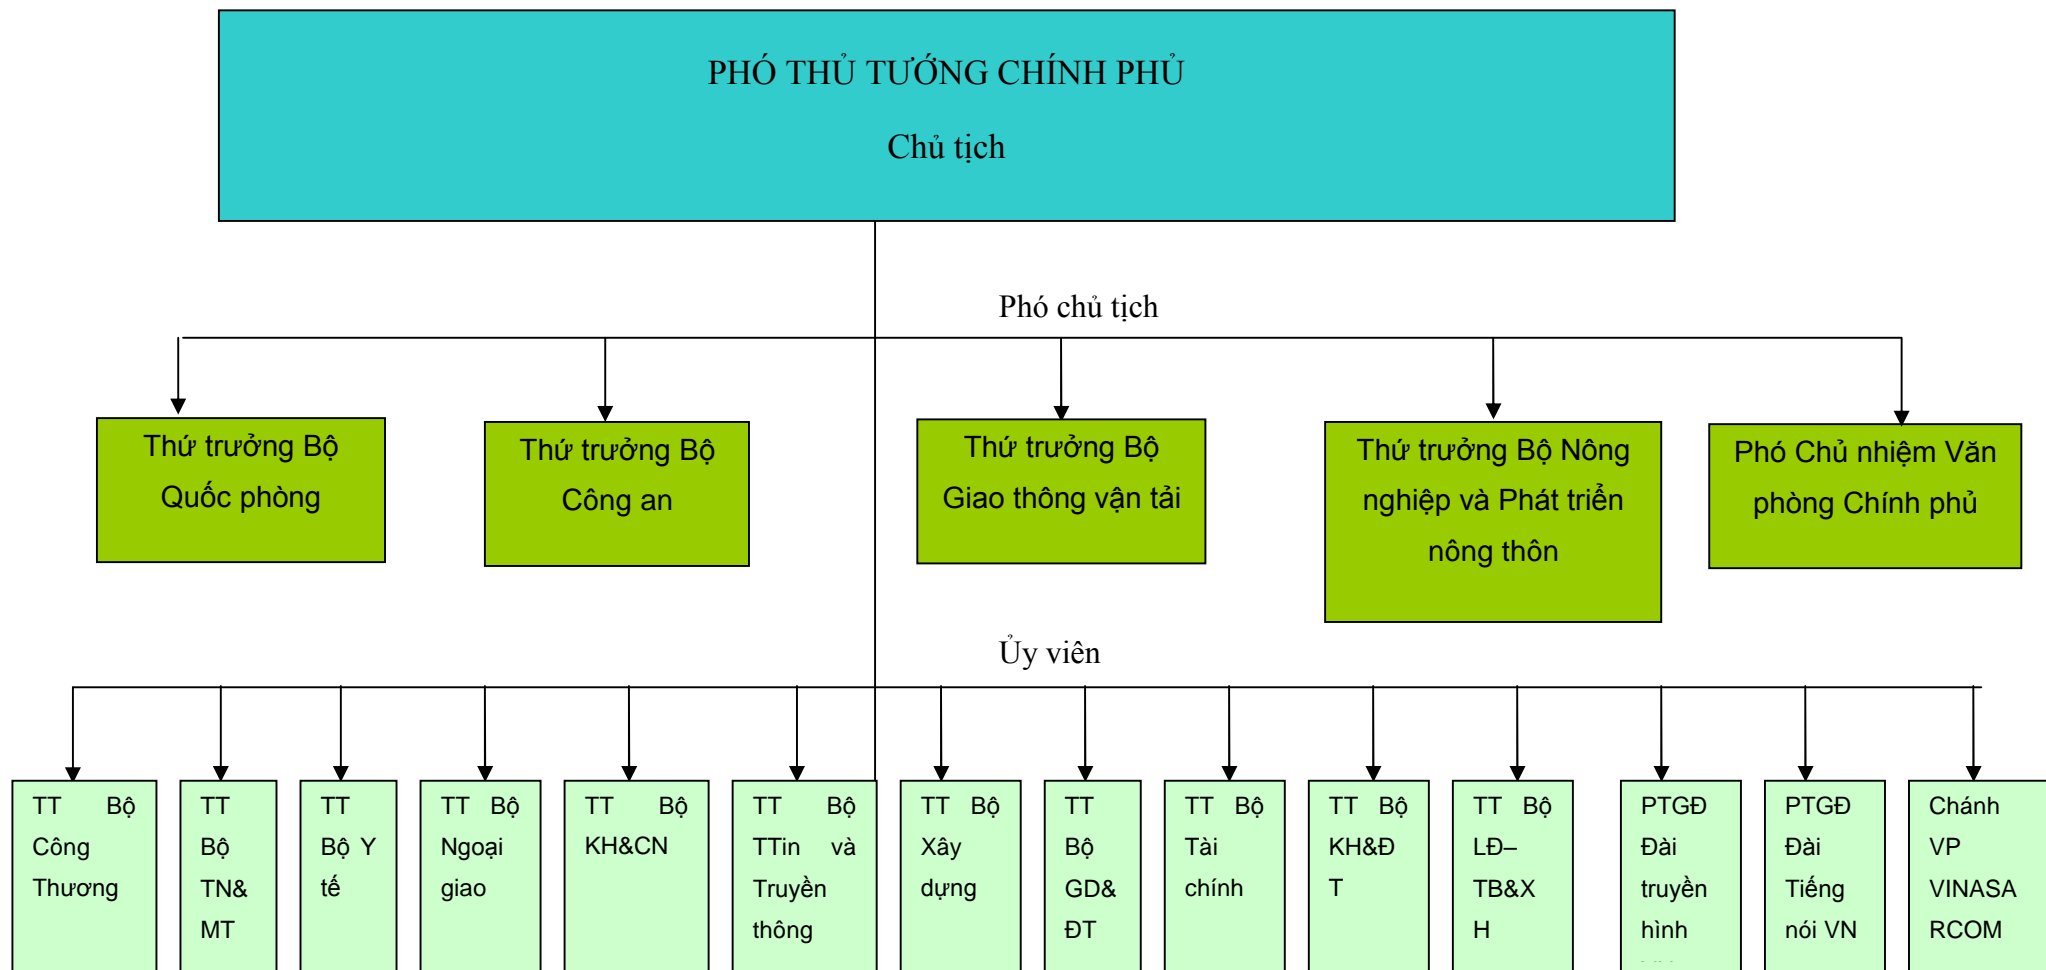 PHÓ THỦ TƯỚNG CHÍNH PHỦ
Chủ tịch
Phó chủ tịch
Thứ trưởng Bộ
Quốc phòng
Thứ trưởng Bộ
Công an
Thứ trưởng Bộ
Giao thông vận tải
Thứ trưởng Bộ Nông
nghiệp và Phát triển
nông thôn
Phó Chủ nhiệm Văn
phòng Chính phủ
Ủy viên
TT Bộ
Công
Thương
TT
Bộ
TN&
MT
TT
Bộ Y
tế
TT Bộ
Ngoại
giao
TT Bộ
KH&CN
TT Bộ
TTin và
Truyền
thông
TT Bộ
Xây
dựng
TT
Bộ
GD&
ĐT
TT Bộ
Tài
chính
TT Bộ
KH&Đ
T
TT Bộ
LĐ–
TB&X
H
PTGĐ
Đài
truyền
hình
PTGĐ
Đài
Tiếng
nói VN
Chánh
VP
VINASA
RCOM